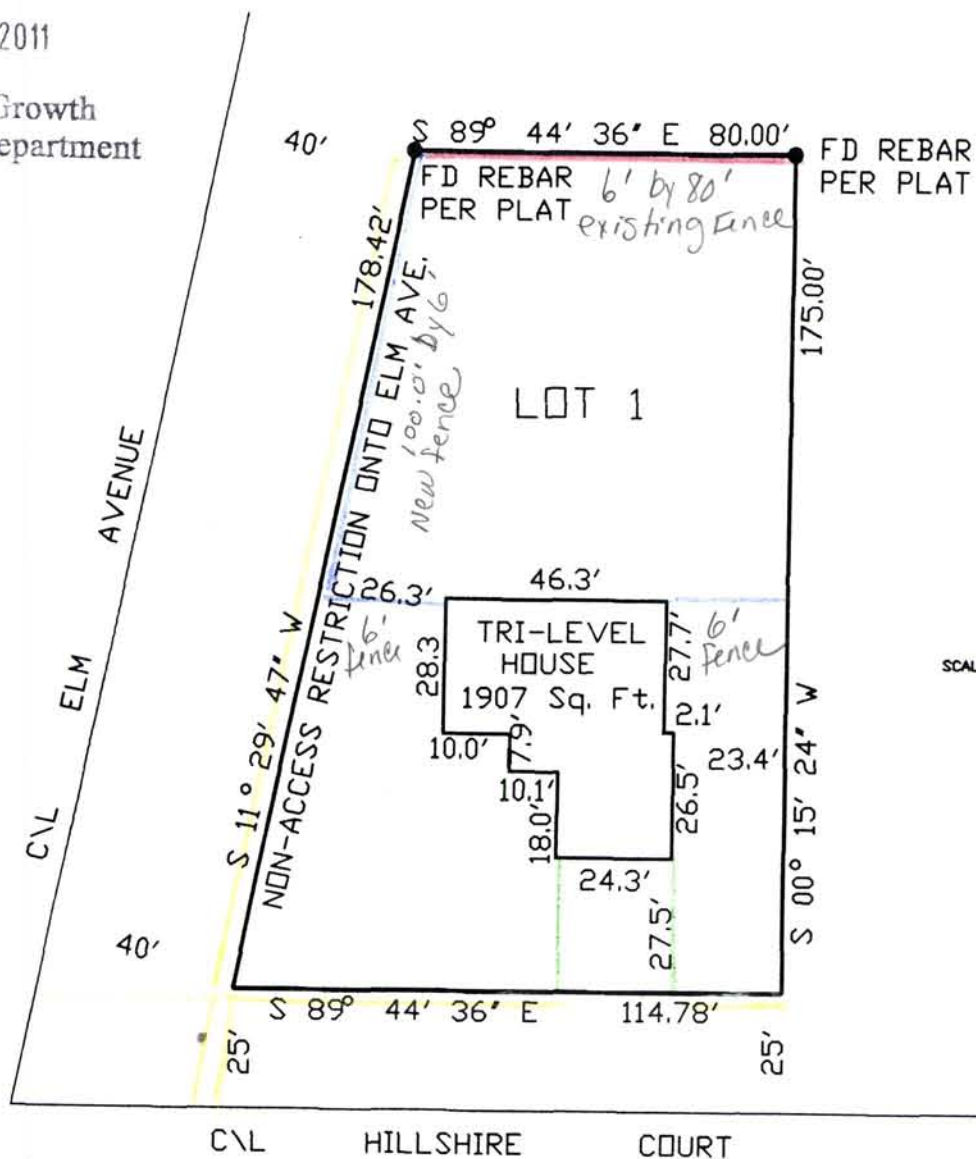 2011
Growth
epartment
40'
S 89° 44' 36" E 80.00'
FD REBAR
PER PLAT
FD REBAR
PER PLAT
6' by 80'
existing Fence
178.42'
NON-ACCESS RESTRICTION ONTO ELM AVE.
100.0' by 6'
New fence
175.00'
LOT 1
C\L ELM AVENUE
S 11° 29' 47" W
26.3'
46.3'
6'
fence
28.3
TRI-LEVEL
HOUSE
1907 Sq. Ft.
27.7'
6'
fence
SCAL
2.1'
10.0'
7.9'
10.1'
18.0'
26.5'
23.4'
S 00° 15' 24" W
24.3'
27.5'
40'
S 89° 44' 36" E 114.78'
25'
25'
C\L HILLSHIRE COURT